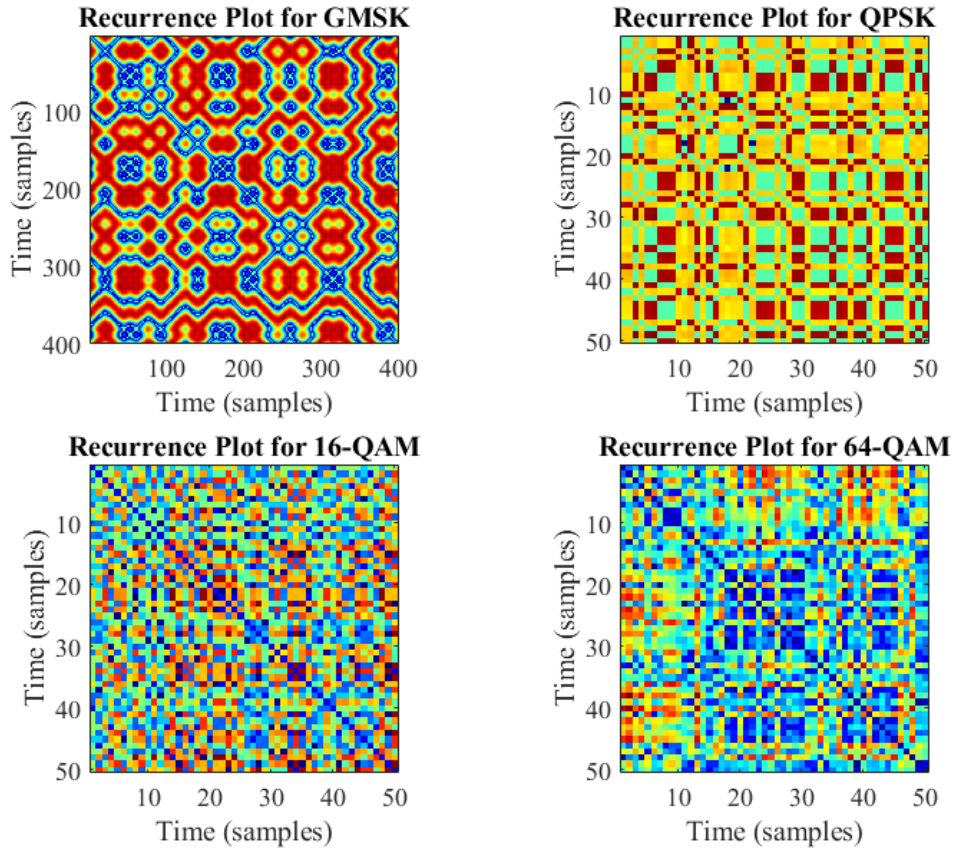 Recurrence Plot for GMSK
Time (samples)
100
200
300
400
100 200 300 400
Time (samples)
Recurrence Plot for QPSK
Time (samples)
10
20
30
40
50
10 20 30 40 50
Time (samples)
Recurrence Plot for 16-QAM
Time (samples)
10
20
30
40
50
10 20 30 40 50
Time (samples)
Recurrence Plot for 64-QAM
Time (samples)
10
20
30
40
50
10 20 30 40 50
Time (samples)